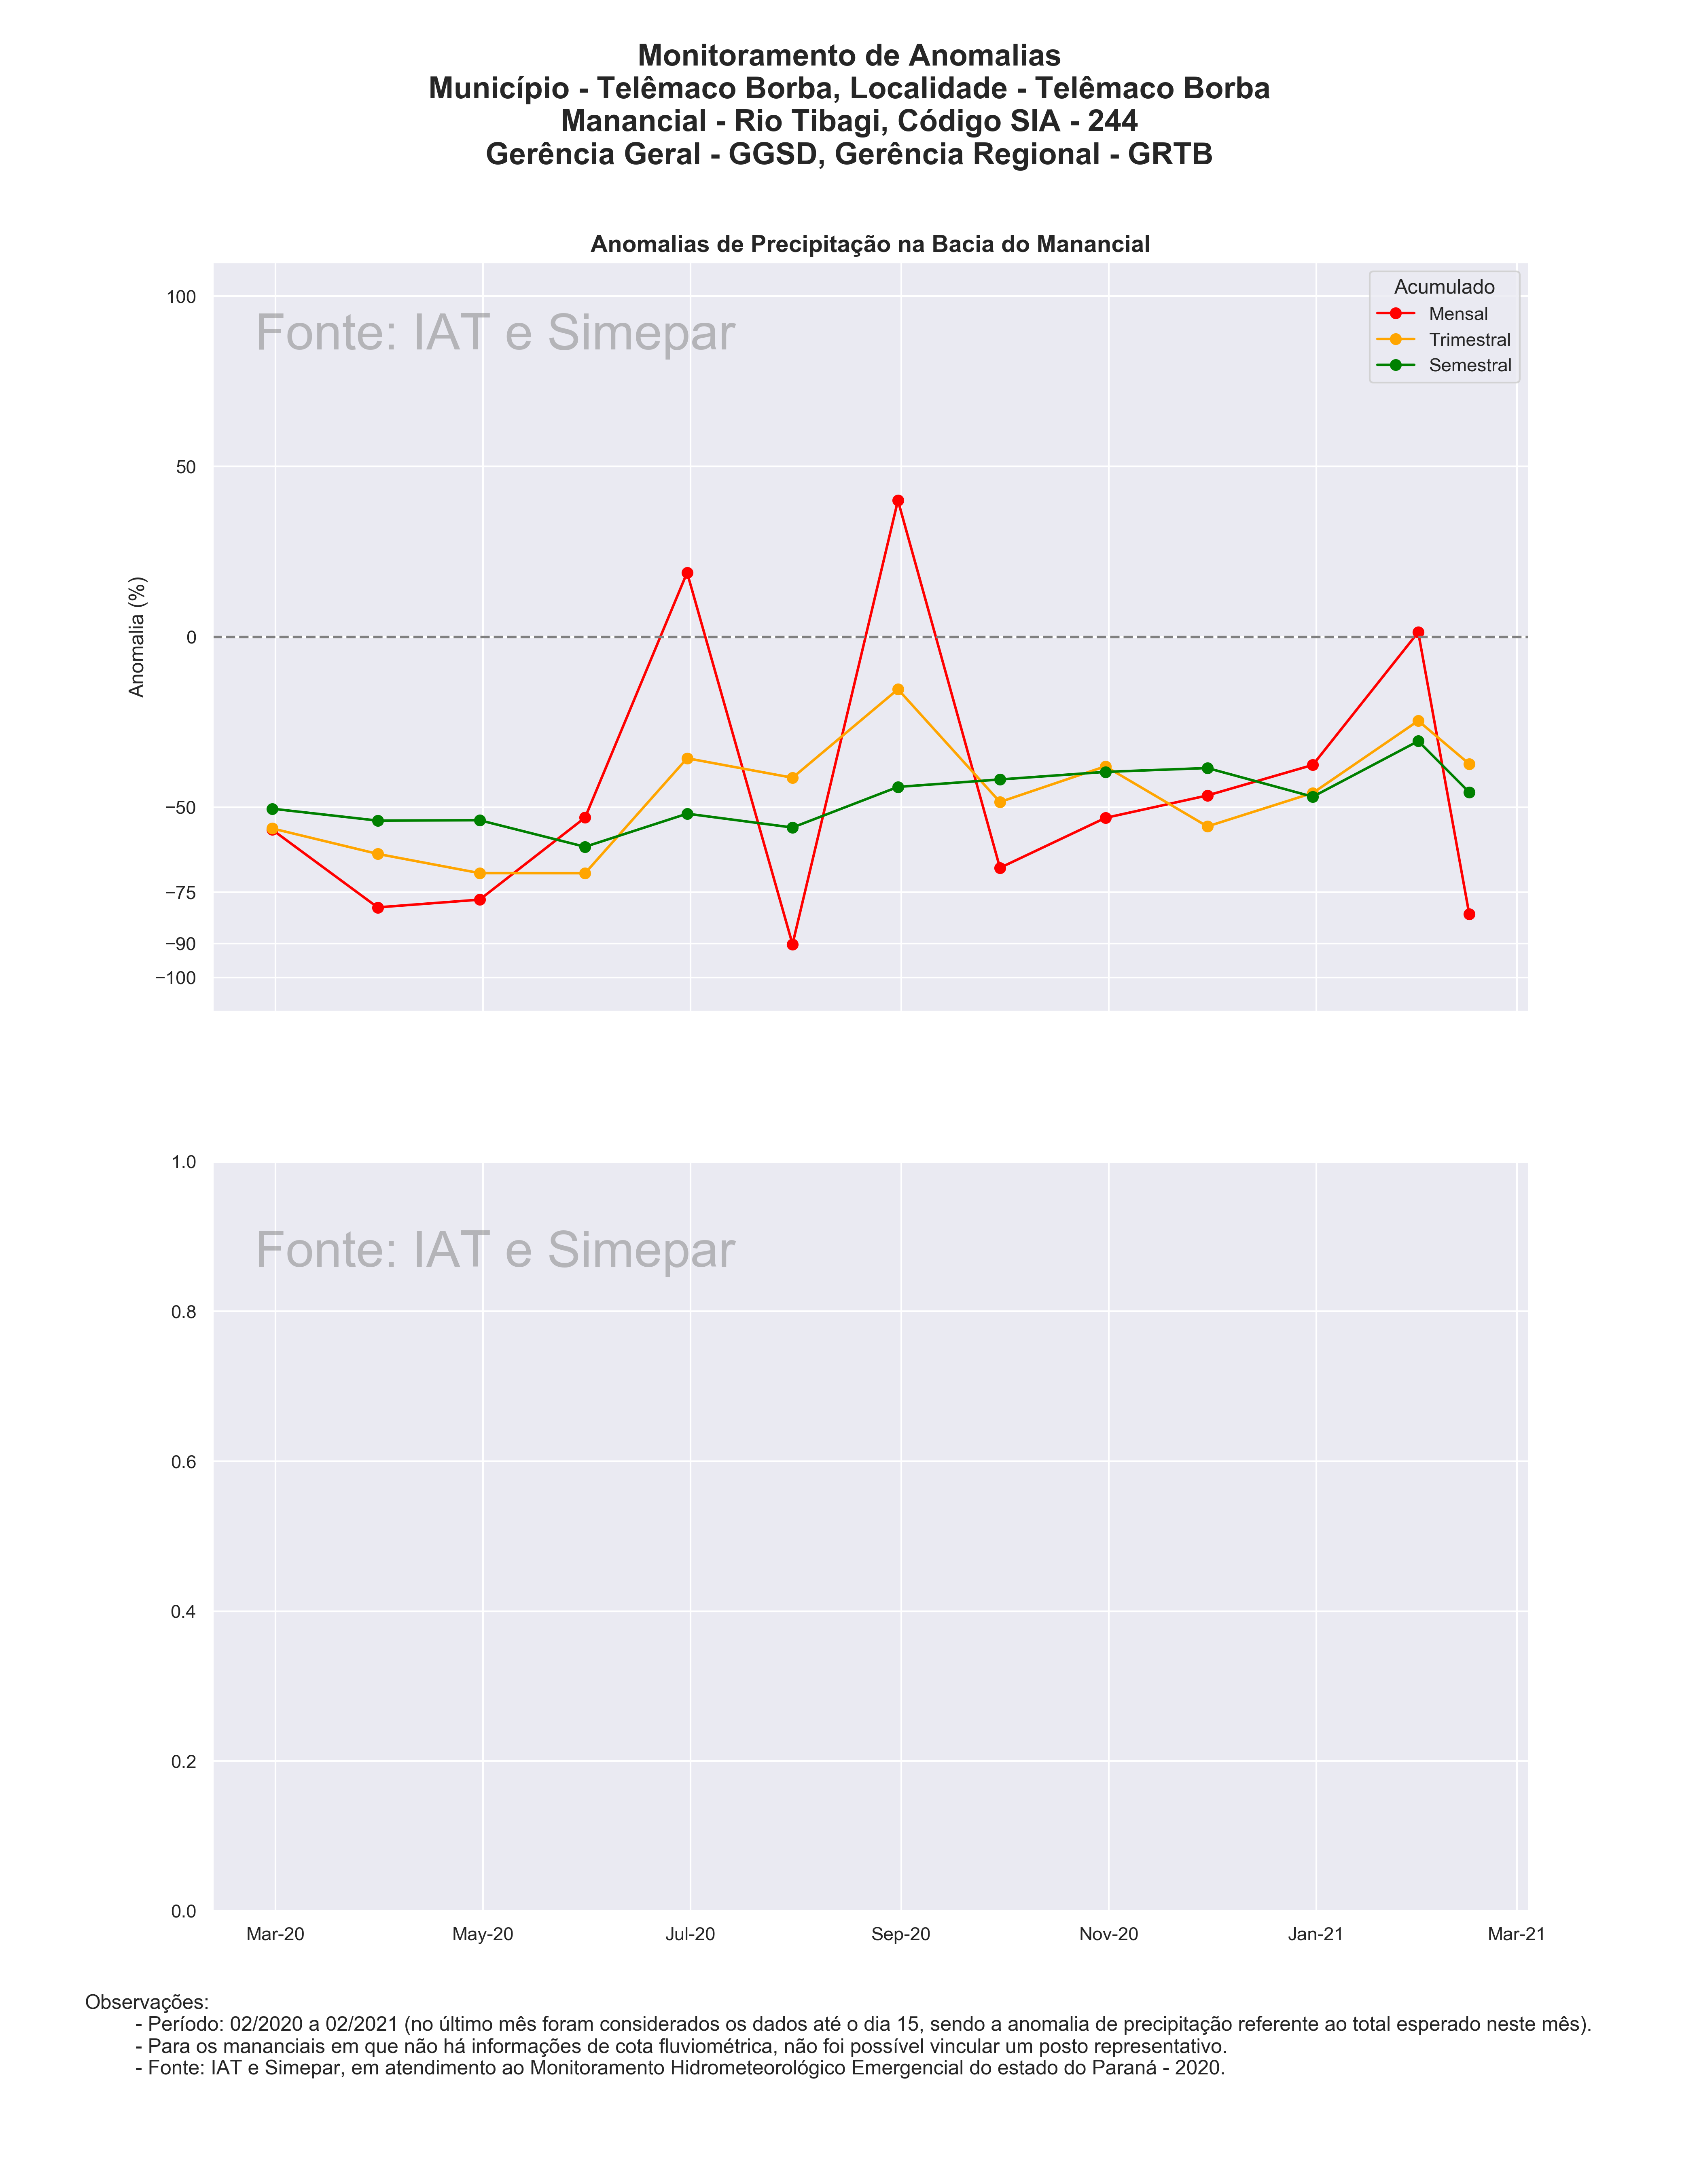 Monitoramento de Anomalias
Município - Telêmaco Borba, Localidade - Telêmaco Borba
Manancial - Rio Tibagi, Código SIA - 244
Gerência Geral - GGSD, Gerência Regional - GRTB
Anomalias de Precipitação na Bacia do Manancial
Fonte: IAT e Simepar
Acumulado
Mensal
Trimestral
Semestral
Anomalia (%)
100
50
0
−50
−75
−90
−100
Fonte: IAT e Simepar
1.0
0.8
0.6
0.4
0.2
0.0
Mar-20 May-20 Jul-20 Sep-20 Nov-20 Jan-21 Mar-21
Observações:
- Período: 02/2020 a 02/2021 (no último mês foram considerados os dados até o dia 15, sendo a anomalia de precipitação referente ao total esperado neste mês).
- Para os mananciais em que não há informações de cota fluviométrica, não foi possível vincular um posto representativo.
- Fonte: IAT e Simepar, em atendimento ao Monitoramento Hidrometeorológico Emergencial do estado do Paraná - 2020.